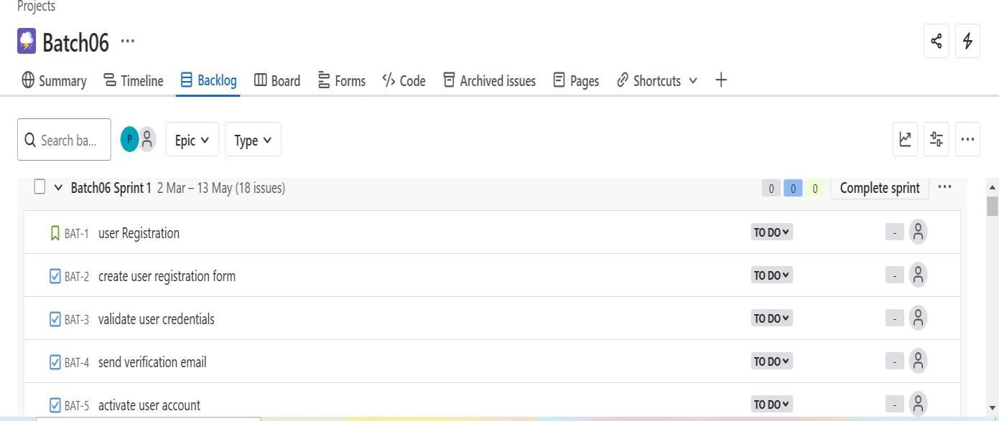 Projects
Batch06 ...
Summary Timeline Backlog Board Forms Code Archived issues Pages Shortcuts
Search ba... P Epic Type
Batch06 Sprint 1 2 Mar – 13 May (18 issues) 0 0 0 Complete sprint ...
BAT-1 user Registration TO DO -
BAT-2 create user registration form TO DO -
BAT-3 validate user credentials TO DO -
BAT-4 send verification email TO DO -
BAT-5 activate user account TO DO -